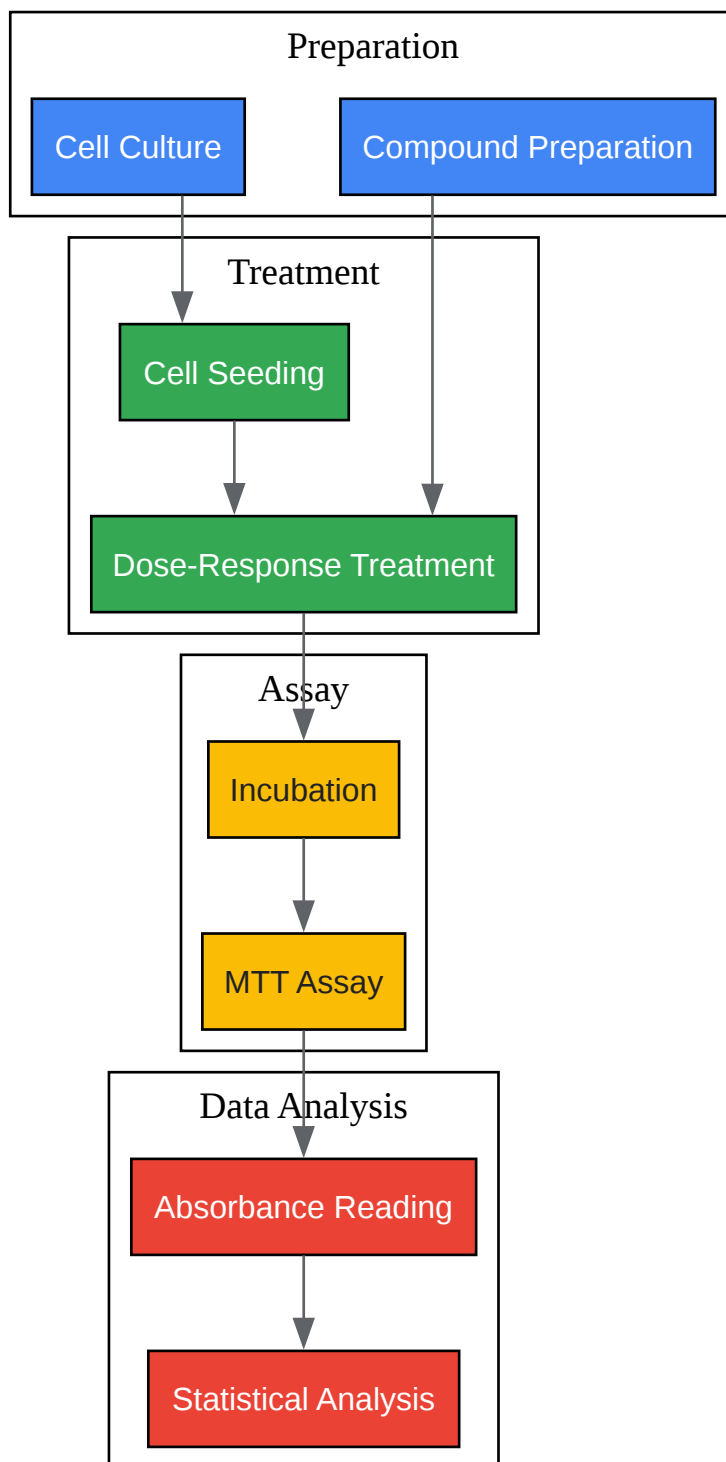 Preparation
Cell Culture
Compound Preparation
Treatment
Cell Seeding
Dose-Response Treatment
Assay
Incubation
MTT Assay
Data Analysis
Absorbance Reading
Statistical Analysis